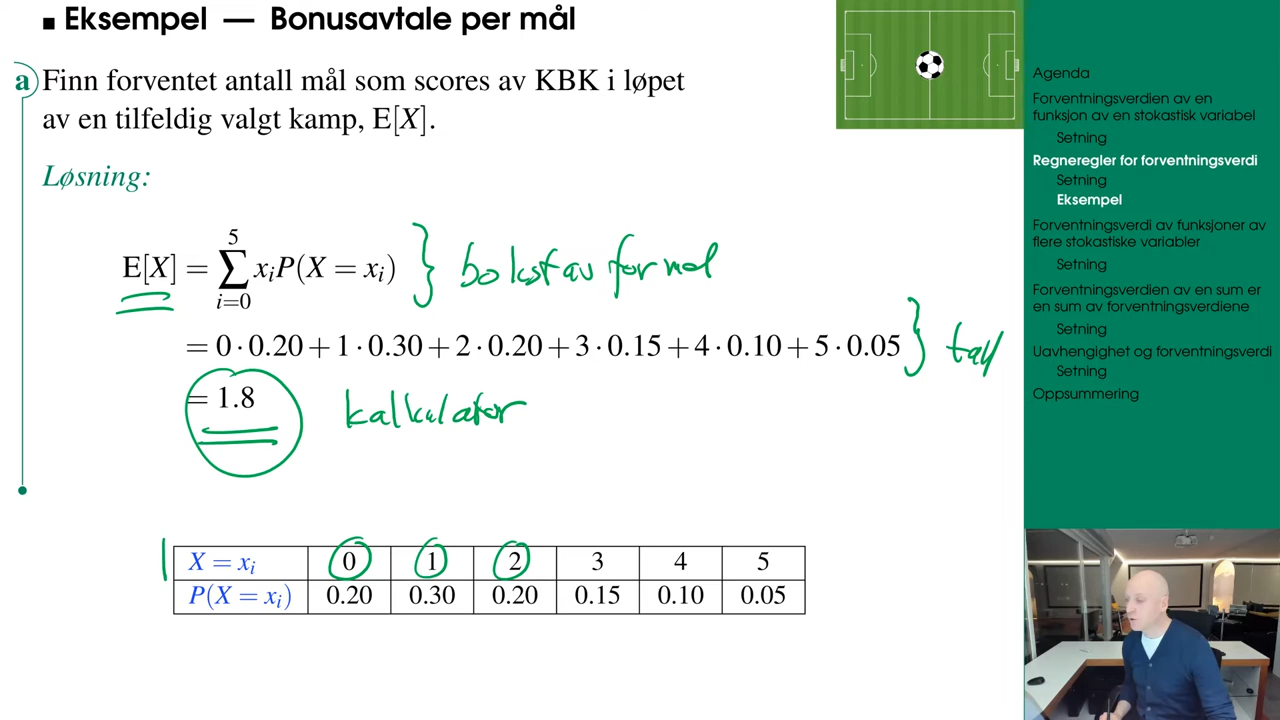 Eksempel — Bonusavtale per mål
a Finn forventet antall mål som scores av KBK i løpet
av en tilfeldig valgt kamp, E[X].
Løsning:
E[X] = ∑_{i=0}^{5} x_i P(X = x_i) } bokstavformel
= 0 · 0.20 + 1 · 0.30 + 2 · 0.20 + 3 · 0.15 + 4 · 0.10 + 5 · 0.05 } tall
= 1.8 kalkulator
X = x_i 0 1 2 3 4 5
P(X = x_i) 0.20 0.30 0.20 0.15 0.10 0.05
Agenda
Forventningsverdien av en
funksjon av en stokastisk variabel
Setning
Regneregler for forventningsverdi
Setning
Eksempel
Forventningsverdi av funksjoner av
flere stokastiske variabler
Setning
Forventningsverdien av en sum er
en sum av forventningsverdiene
Setning
Uavhengighet og forventningsverdi
Setning
Oppsummering